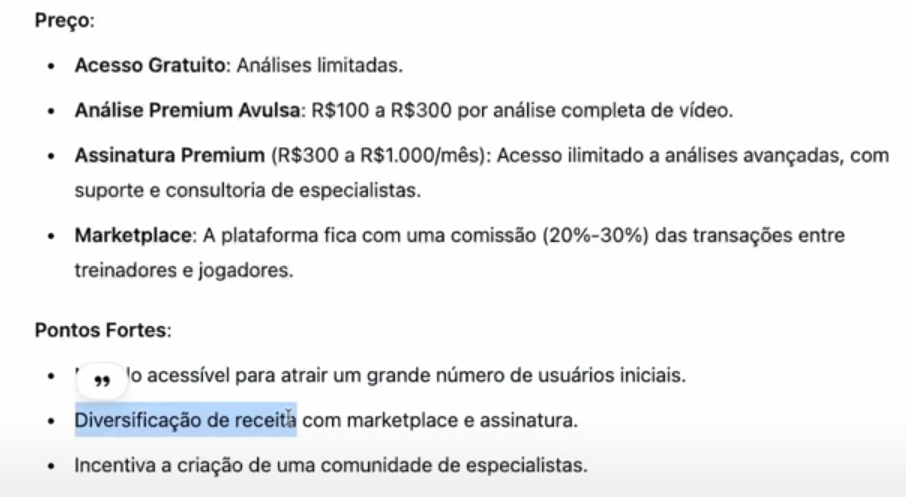 Preço:
• Acesso Gratuito: Análises limitadas.
• Análise Premium Avulsa: R$100 a R$300 por análise completa de vídeo.
• Assinatura Premium (R$300 a R$1.000/mês): Acesso ilimitado a análises avançadas, com
suporte e consultoria de especialistas.
• Marketplace: A plataforma fica com uma comissão (20%-30%) das transações entre
treinadores e jogadores.
Pontos Fortes:
• acessível para atrair um grande número de usuários iniciais.
• Diversificação de receita com marketplace e assinatura.
• Incentiva a criação de uma comunidade de especialistas.